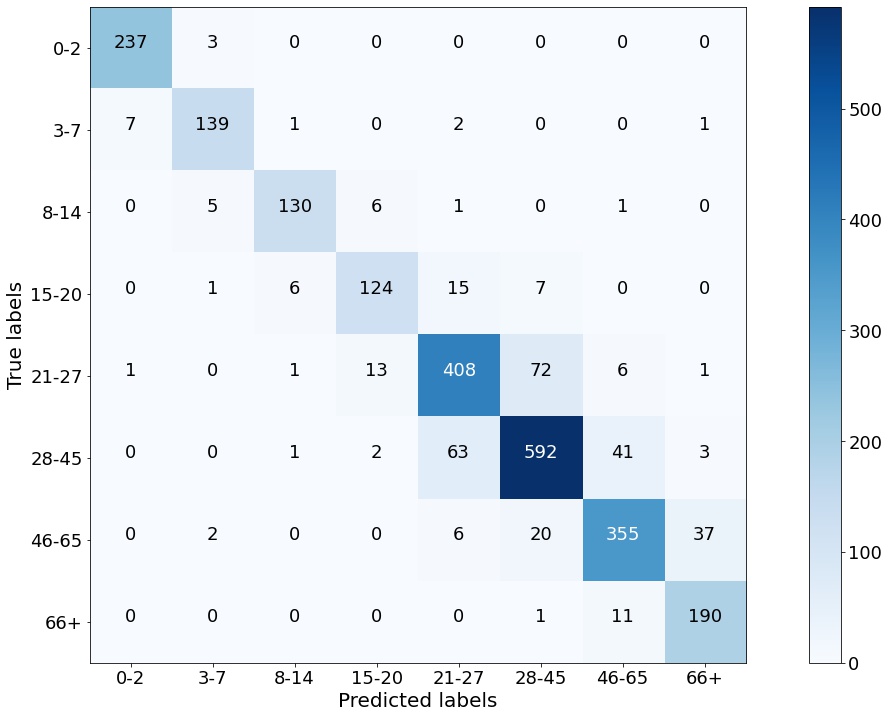 0-2 237 3 0 0 0 0 0 0
3-7 7 139 1 0 2 0 0 1
8-14 0 5 130 6 1 0 1 0
15-20 0 1 6 124 15 7 0 0
21-27 1 0 1 13 408 72 6 1
28-45 0 0 1 2 63 592 41 3
46-65 0 2 0 0 6 20 355 37
66+ 0 0 0 0 0 1 11 190
0-2 3-7 8-14 15-20 21-27 28-45 46-65 66+
Predicted labels
True labels
500
400
300
200
100
0